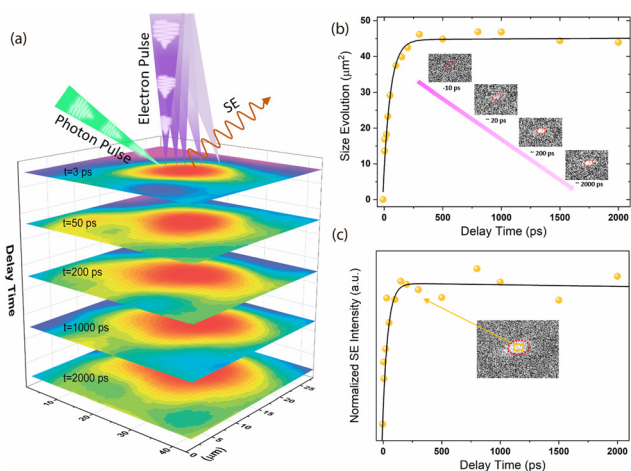 (a)
Photon Pulse
Electron Pulse
SE
t=3 ps
t=50 ps
t=200 ps
t=1000 ps
t=2000 ps
Delay Time
10
20
30
40
(μm)
0
5
10
15
20
25
(b)
Size Evolution (μm²)
50
40
30
20
10
0
-10 ps
~ 20 ps
~ 200 ps
~ 2000 ps
0
500
1000
1500
2000
Delay Time (ps)
(c)
Normalized SE Intensity (a.u.)
0
500
1000
1500
2000
Delay Time (ps)